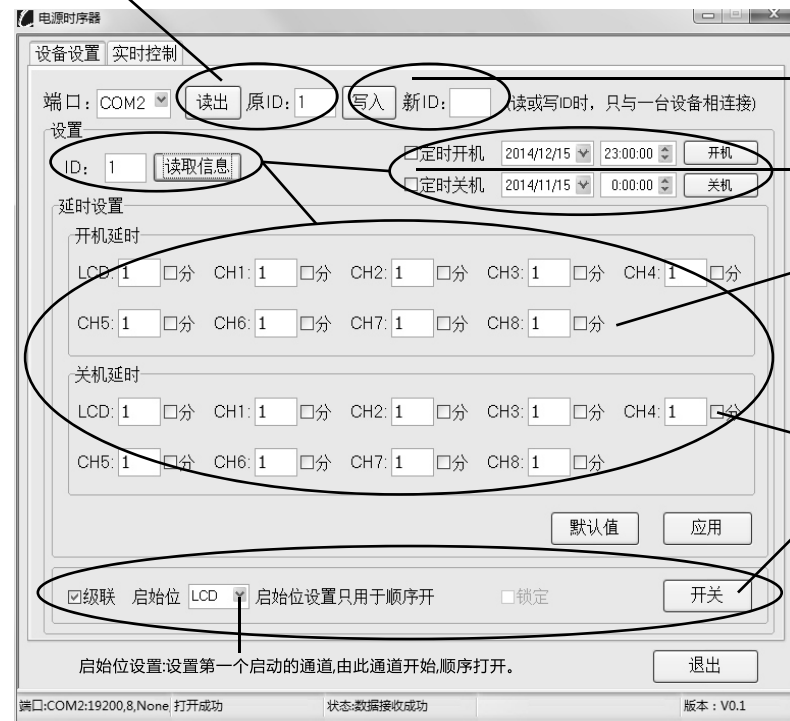 电源时序器
设备设置 实时控制
端口: COM2 读出 原ID: 1 写入 新ID: (读或写ID时，只与一台设备相连接)
设置
ID: 1 读取信息
定时开机 2014/12/15 23:00:00 开机
定时关机 2014/11/15 0:00:00 关机
延时设置
开机延时
LCD: 1 分 CH1: 1 分 CH2: 1 分 CH3: 1 分 CH4: 1 分
CH5: 1 分 CH6: 1 分 CH7: 1 分 CH8: 1 分
关机延时
LCD: 1 分 CH1: 1 分 CH2: 1 分 CH3: 1 分 CH4: 1 分
CH5: 1 分 CH6: 1 分 CH7: 1 分 CH8: 1 分
默认值 应用
级联 启始位 LCD 启始位设置只用于顺序开 锁定 开关
启始位设置:设置第一个启动的通道,由此通道开始,顺序打开。 退出
端口:COM2:19200,8,None 打开成功 状态:数据接收成功 版本：V0.1